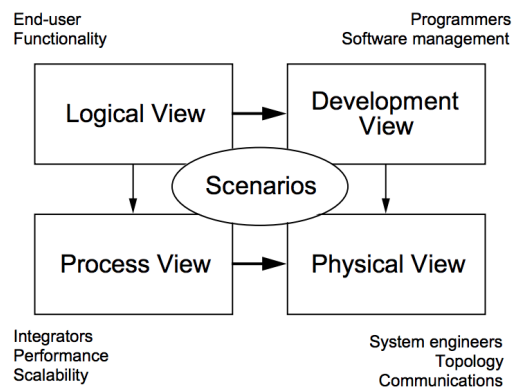 End-user
Functionality
Programmers
Software management
Logical View
Development
View
Scenarios
Process View
Physical View
Integrators
Performance
Scalability
System engineers
Topology
Communications